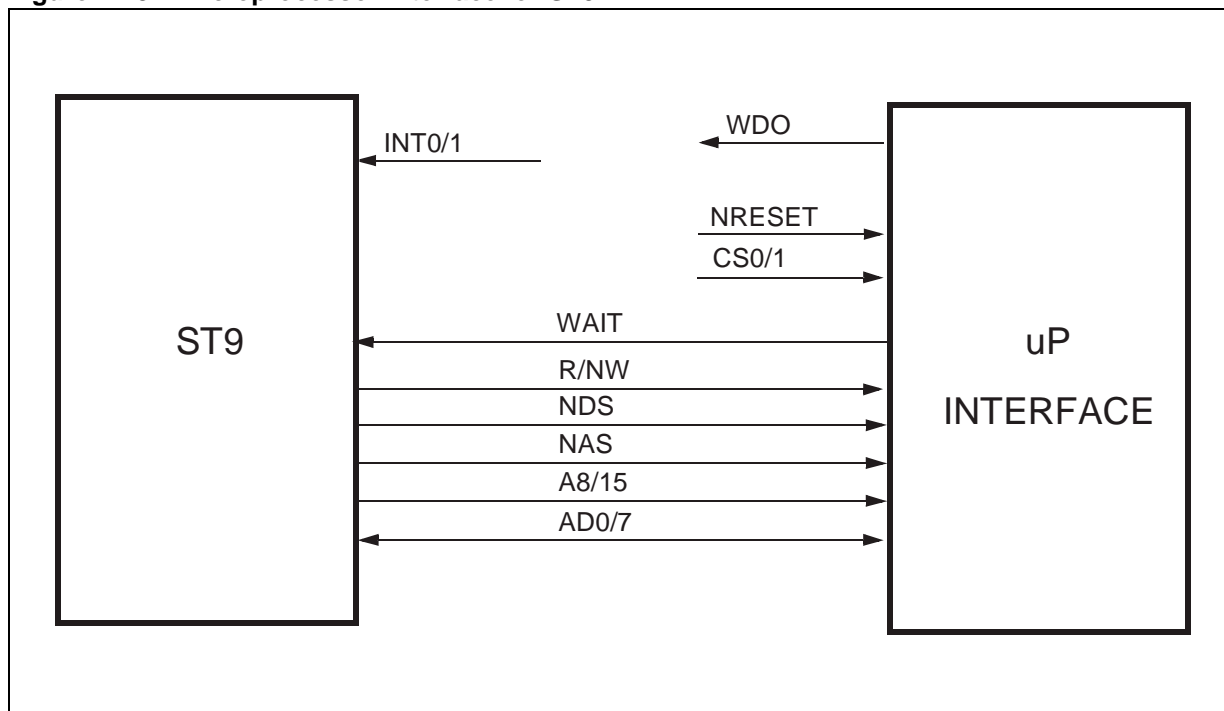 WDO
INT0/1
NRESET
CS0/1
ST9
WAIT
uP
INTERFACE
R/NW
NDS
NAS
A8/15
AD0/7